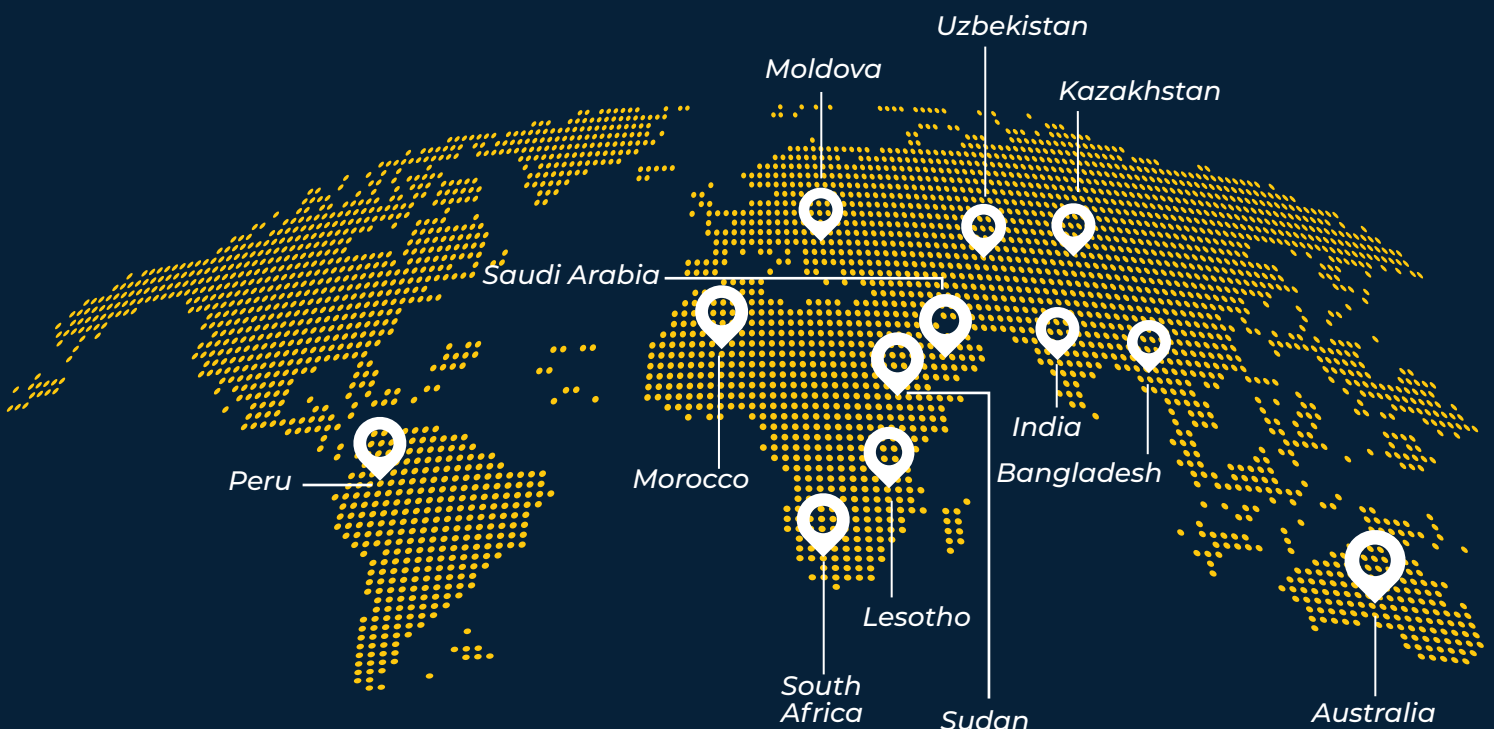 Uzbekistan
Moldova
Kazakhstan
Saudi Arabia
India
Peru
Morocco
Bangladesh
Lesotho
South
Africa
Sudan
Australia